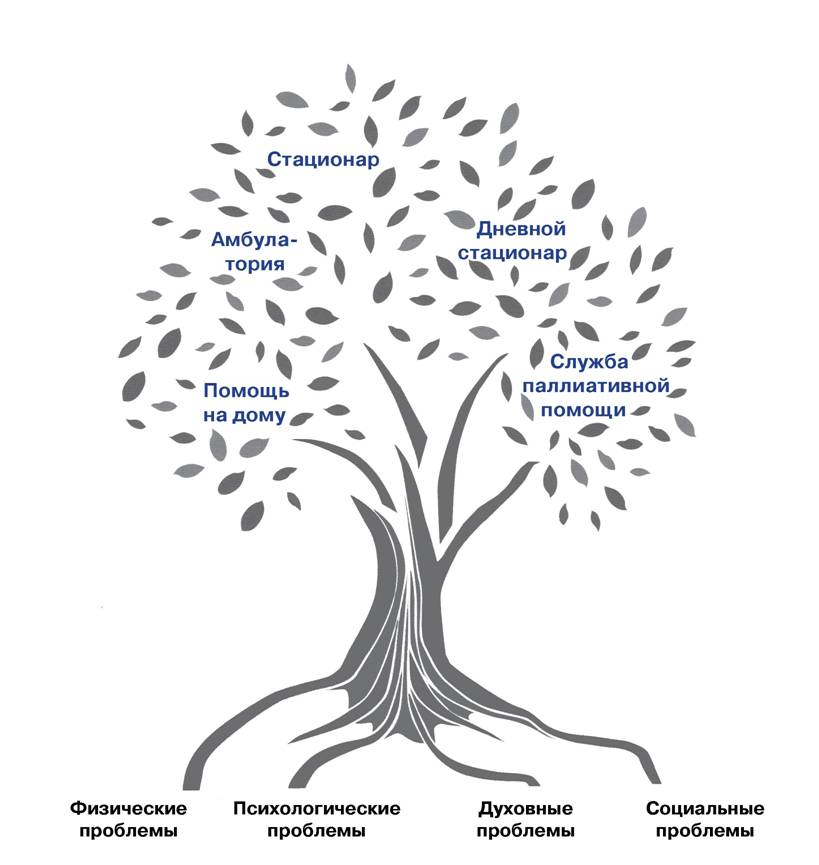 Стационар
Амбула-
тория
Дневной
стационар
Помощь
на дому
Служба
паллиативной
помощи
Физические
проблемы
Психологические
проблемы
Духовные
проблемы
Социальные
проблемы